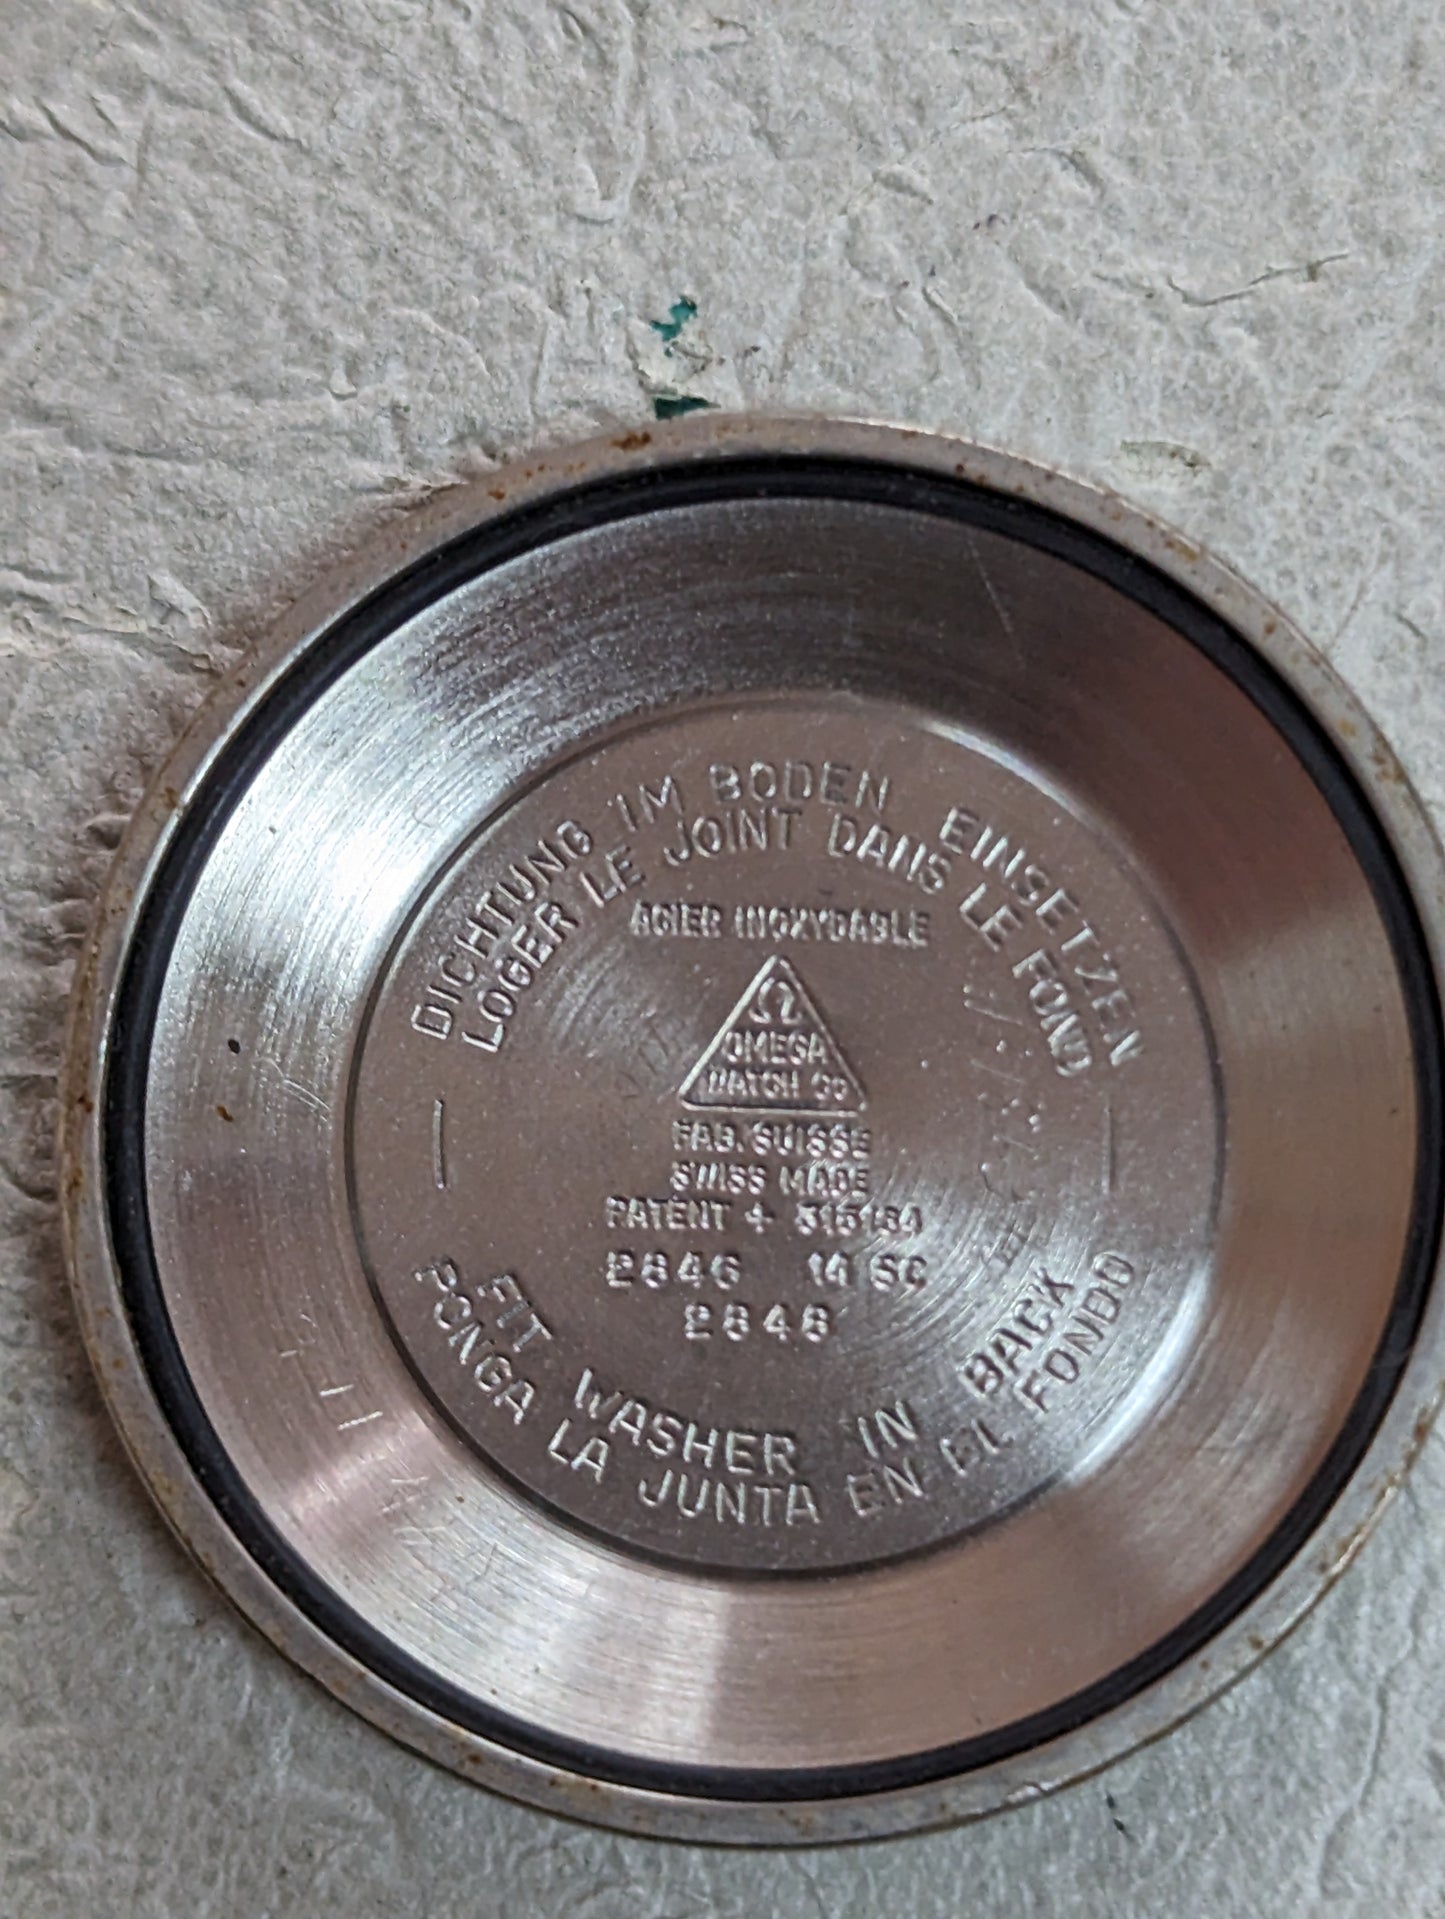 DICHTUNG IM BODEN EINSETZEN
LOGER LE JOINT DANS LE FOND
ACIER INOXYDABLE
Ω
OMEGA
WATCH Co
FAB. SUISSE
SWISS MADE
PATENT + 315184
2846 14 SC
2848
FIT WASHER IN BACK
PONGA LA JUNTA EN EL FONDO